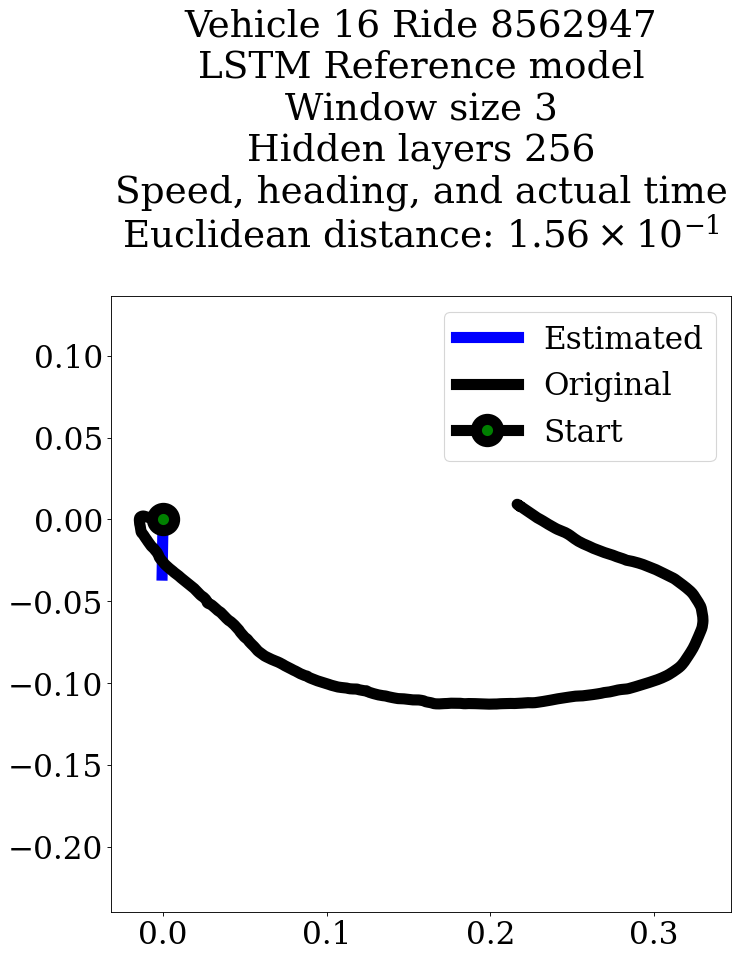 Vehicle 16 Ride 8562947
LSTM Reference model
Window size 3
Hidden layers 256
Speed, heading, and actual time
Euclidean distance: 1.56 × 10⁻¹
Estimated
Original
Start
0.10
0.05
0.00
−0.05
−0.10
−0.15
−0.20
0.0 0.1 0.2 0.3